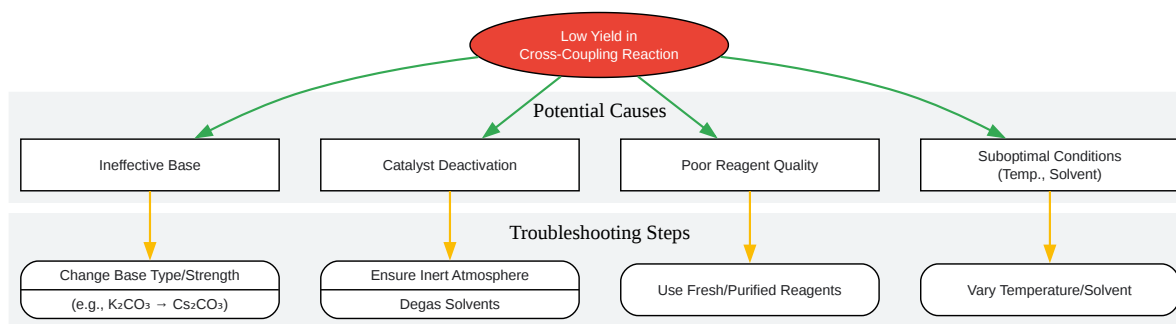 Low Yield in
Cross-Coupling Reaction
Potential Causes
Ineffective Base
Catalyst Deactivation
Poor Reagent Quality
Suboptimal Conditions
(Temp., Solvent)
Troubleshooting Steps
Change Base Type/Strength
(e.g., K₂CO₃ → Cs₂CO₃)
Ensure Inert Atmosphere
Degas Solvents
Use Fresh/Purified Reagents
Vary Temperature/Solvent